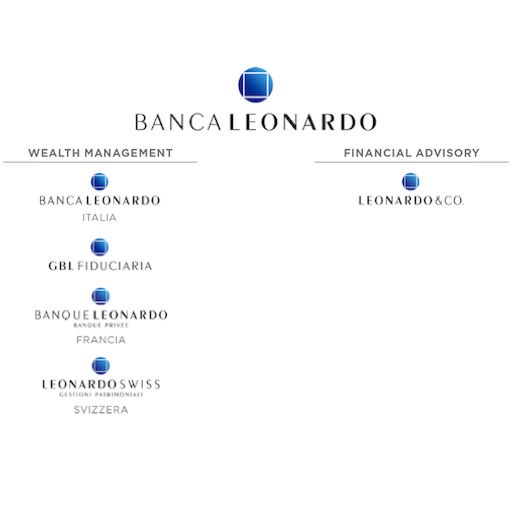 BANCA LEONARDO
WEALTH MANAGEMENT
BANCA LEONARDO
ITALIA
GBL FIDUCIARIA
BANQUE LEONARDO
BANQUE PRIVÉE
FRANCIA
LEONARDO SWISS
GESTIONI PATRIMONIALI
SVIZZERA
FINANCIAL ADVISORY
LEONARDO & CO.